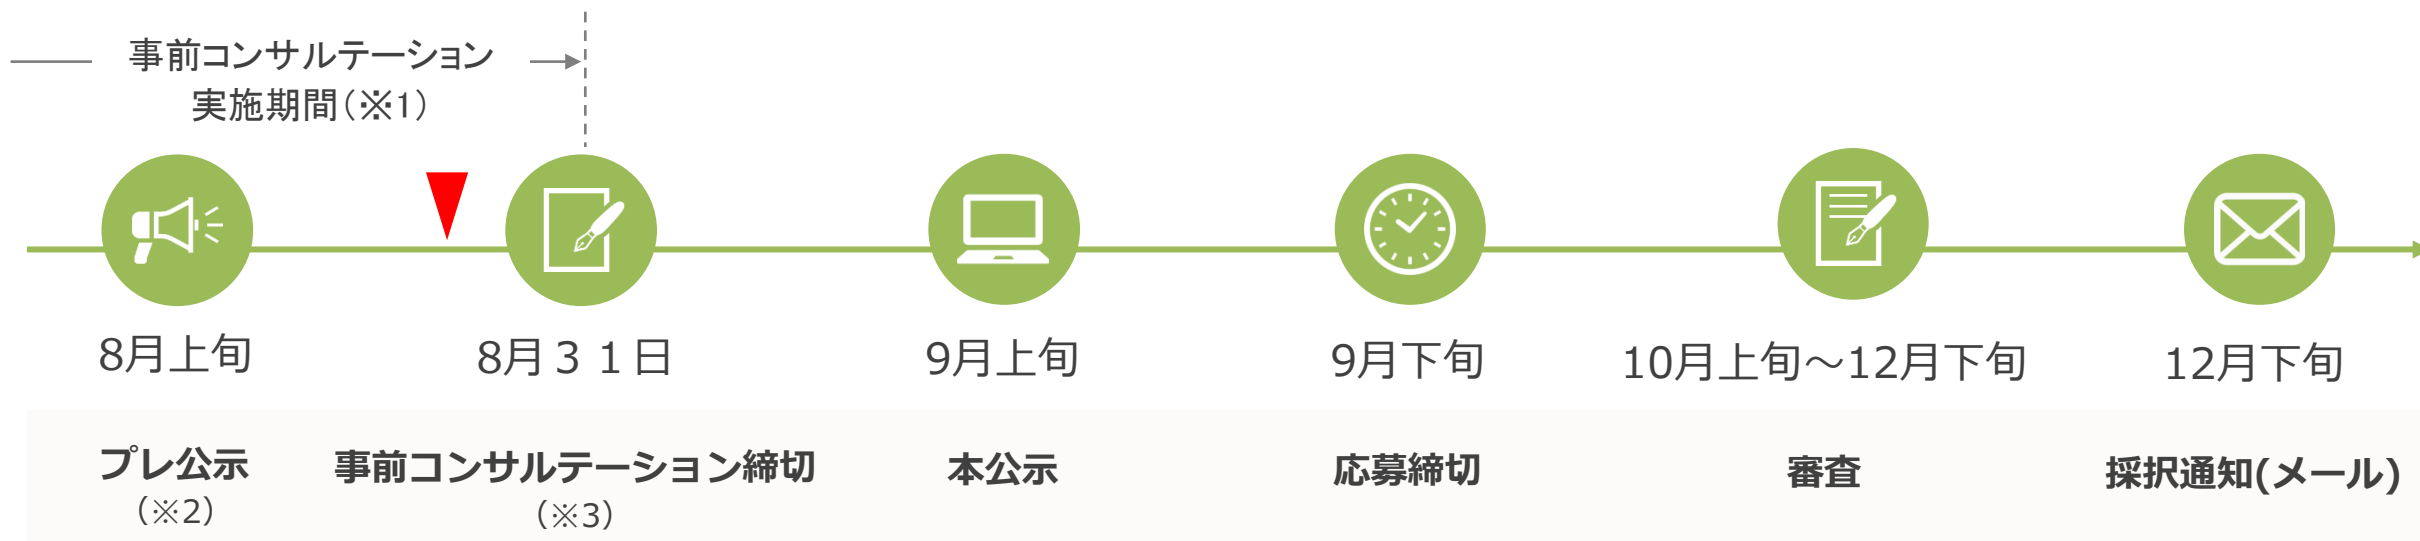 事前コンサルテーション
実施期間（※1）
8月上旬
8月３１日
9月上旬
9月下旬
10月上旬～12月下旬
12月下旬
プレ公示
（※2）
事前コンサルテーション締切
（※3）
本公示
応募締切
審査
採択通知(メール)